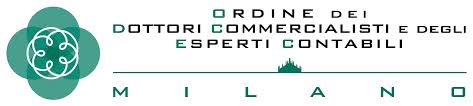 ORDINE DEI
DOTTORI COMMERCIALISTI E DEGLI
ESPERTI CONTABILI
MILANO